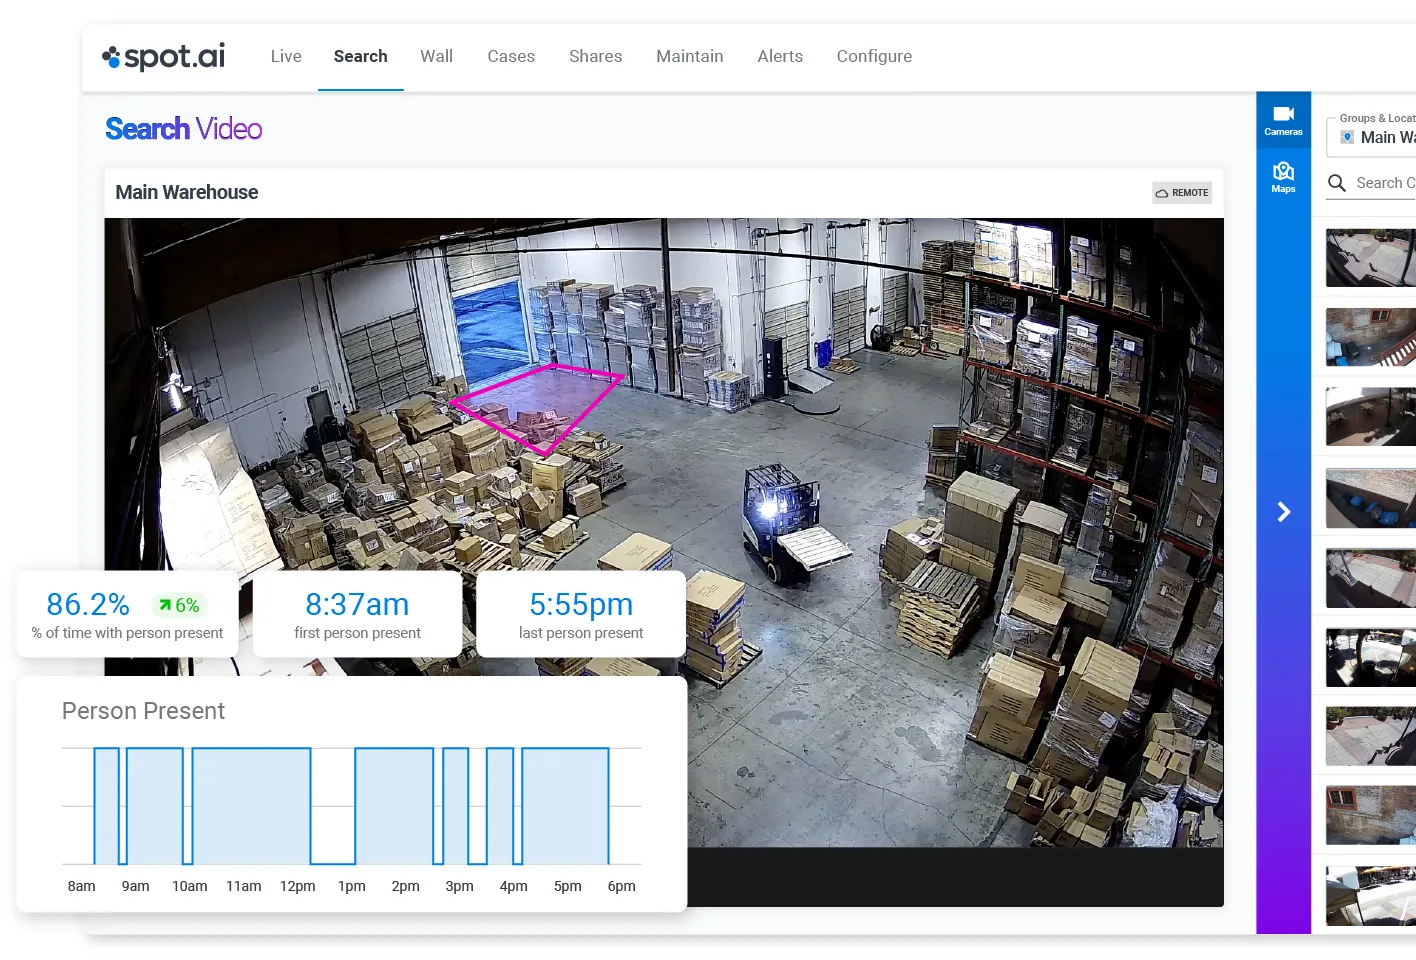 spot.ai
Live Search Wall Cases Shares Maintain Alerts Configure
Search Video
Main Warehouse
REMOTE
Cameras
Maps
Groups & Locat
Main Wa
Search C
86.2% 6%
% of time with person present
8:37am
first person present
5:55pm
last person present
Person Present
8am 9am 10am 11am 12pm 1pm 2pm 3pm 4pm 5pm 6pm